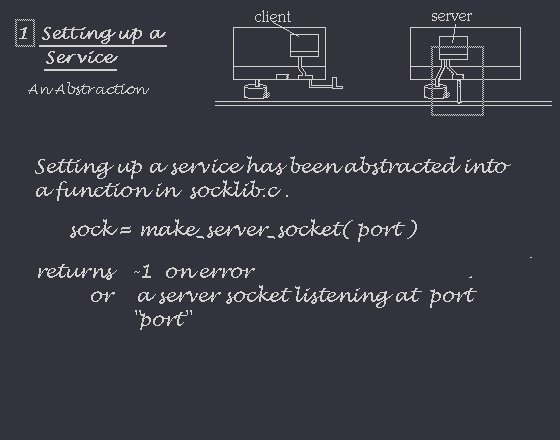 client
server
1 Setting up a
Service
An Abstraction
Setting up a service has been abstracted into
a function in socklib.c .
sock = make_server_socket( port )
returns -1 on error
or a server socket listening at port
"port"